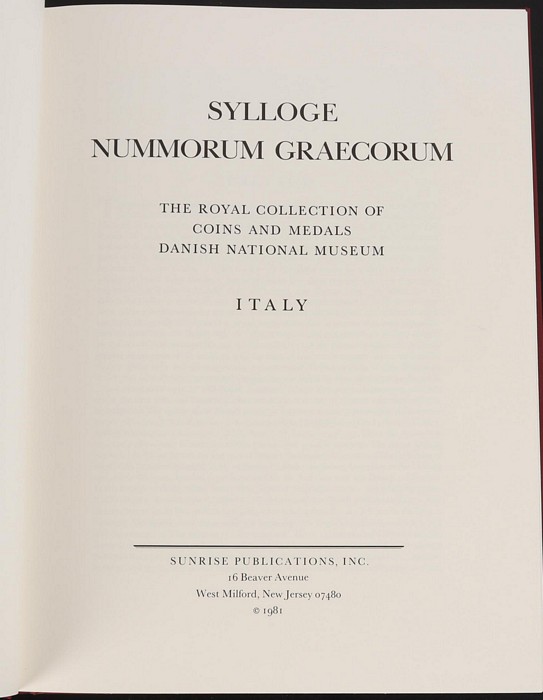 SYLLOGE
NUMMORUM GRAECORUM
THE ROYAL COLLECTION OF
COINS AND MEDALS
DANISH NATIONAL MUSEUM
ITALY
SUNRISE PUBLICATIONS, INC.
16 Beaver Avenue
West Milford, New Jersey 07480
© 1981